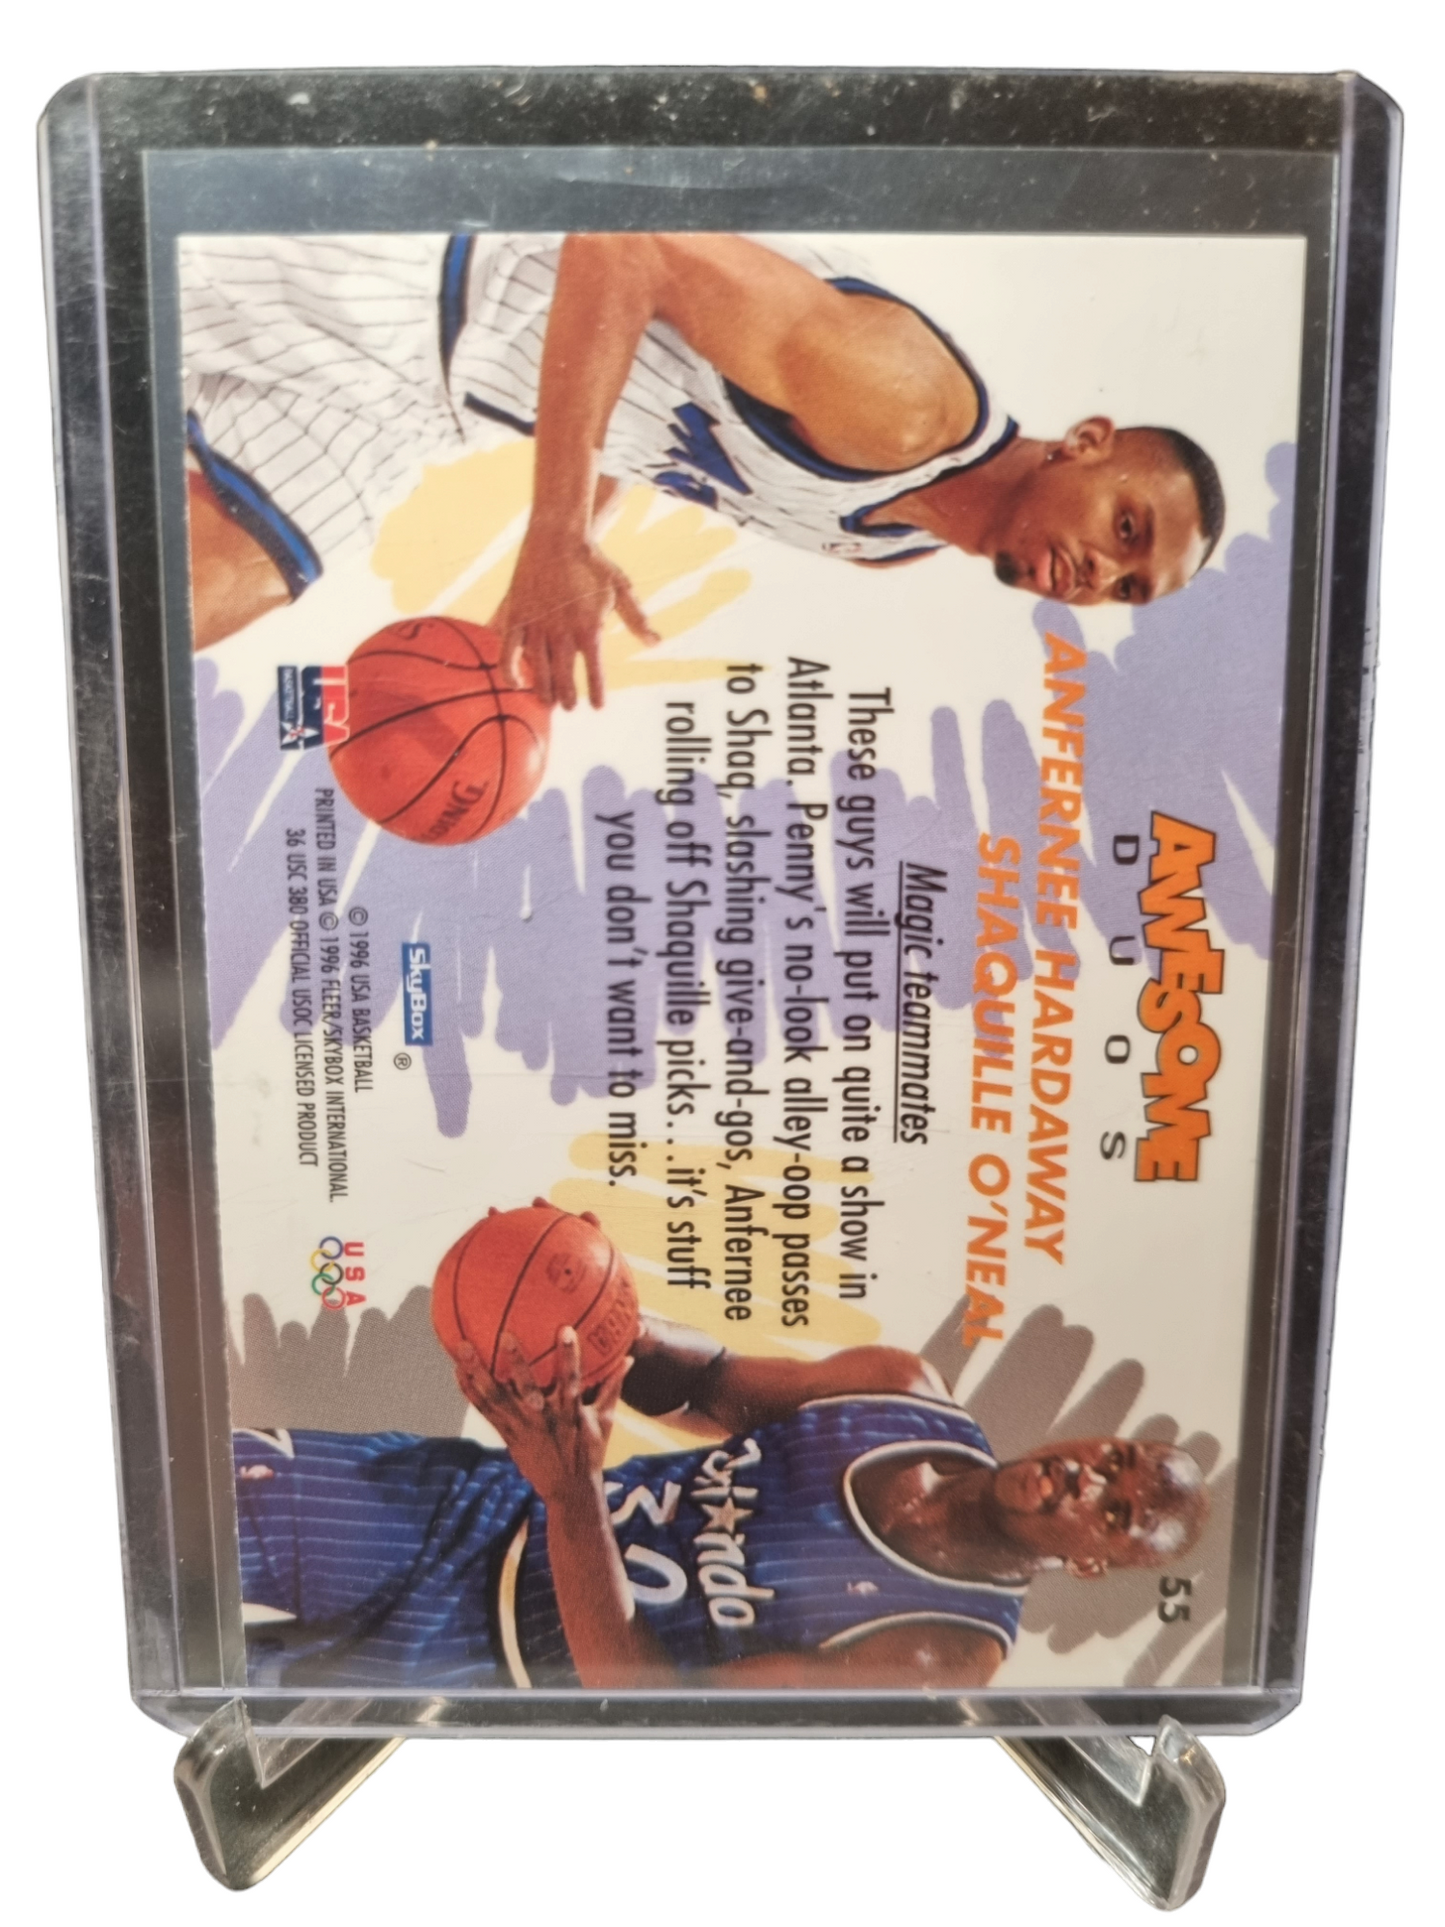 55
AWESOME
DUOS
ANFERNEE HARDAWAY
SHAQUILLE O'NEAL
Magic teammates
These guys will put on quite a show in
Atlanta. Penny's no-look alley-oop passes
to Shaq, slashing give-and-gos, Anfernee
rolling off Shaquille picks...it's stuff
you don't want to miss.
SkyBox ®
© 1996 USA BASKETBALL
PRINTED IN USA © 1996 FLEER/SKYBOX INTERNATIONAL
36 USC 380 OFFICIAL USOC LICENSED PRODUCT
USA
BASKETBALL
USA
Orlando